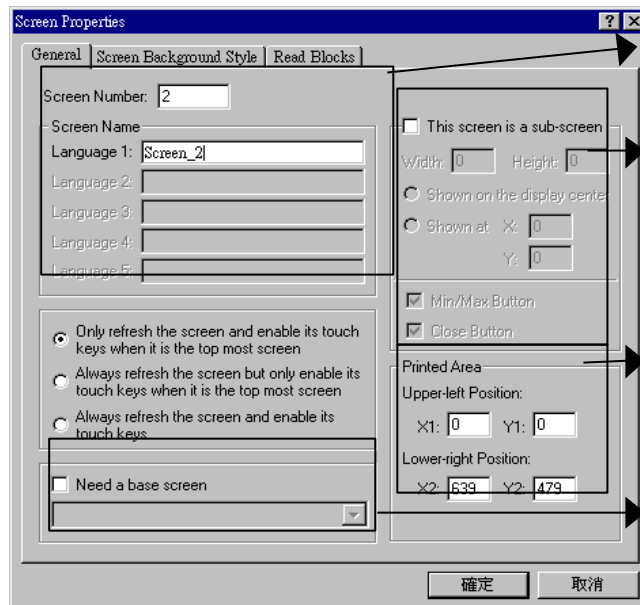 Screen Properties
General Screen Background Style Read Blocks
Screen Number: 2
Screen Name
Language 1: Screen_2
Language 2:
Language 3:
Language 4:
Language 5:
Only refresh the screen and enable its touch
keys when it is the top most screen
Always refresh the screen but only enable its
touch keys when it is the top most screen
Always refresh the screen and enable its
touch keys
Need a base screen
This screen is a sub-screen
Width: 0 Height: 0
Shown on the display center
Shown at X: 0
Y: 0
Min/Max Button
Close Button
Printed Area
Upper-left Position:
X1: 0 Y1: 0
Lower-right Position:
X2: 639 Y2: 479
確定 取消